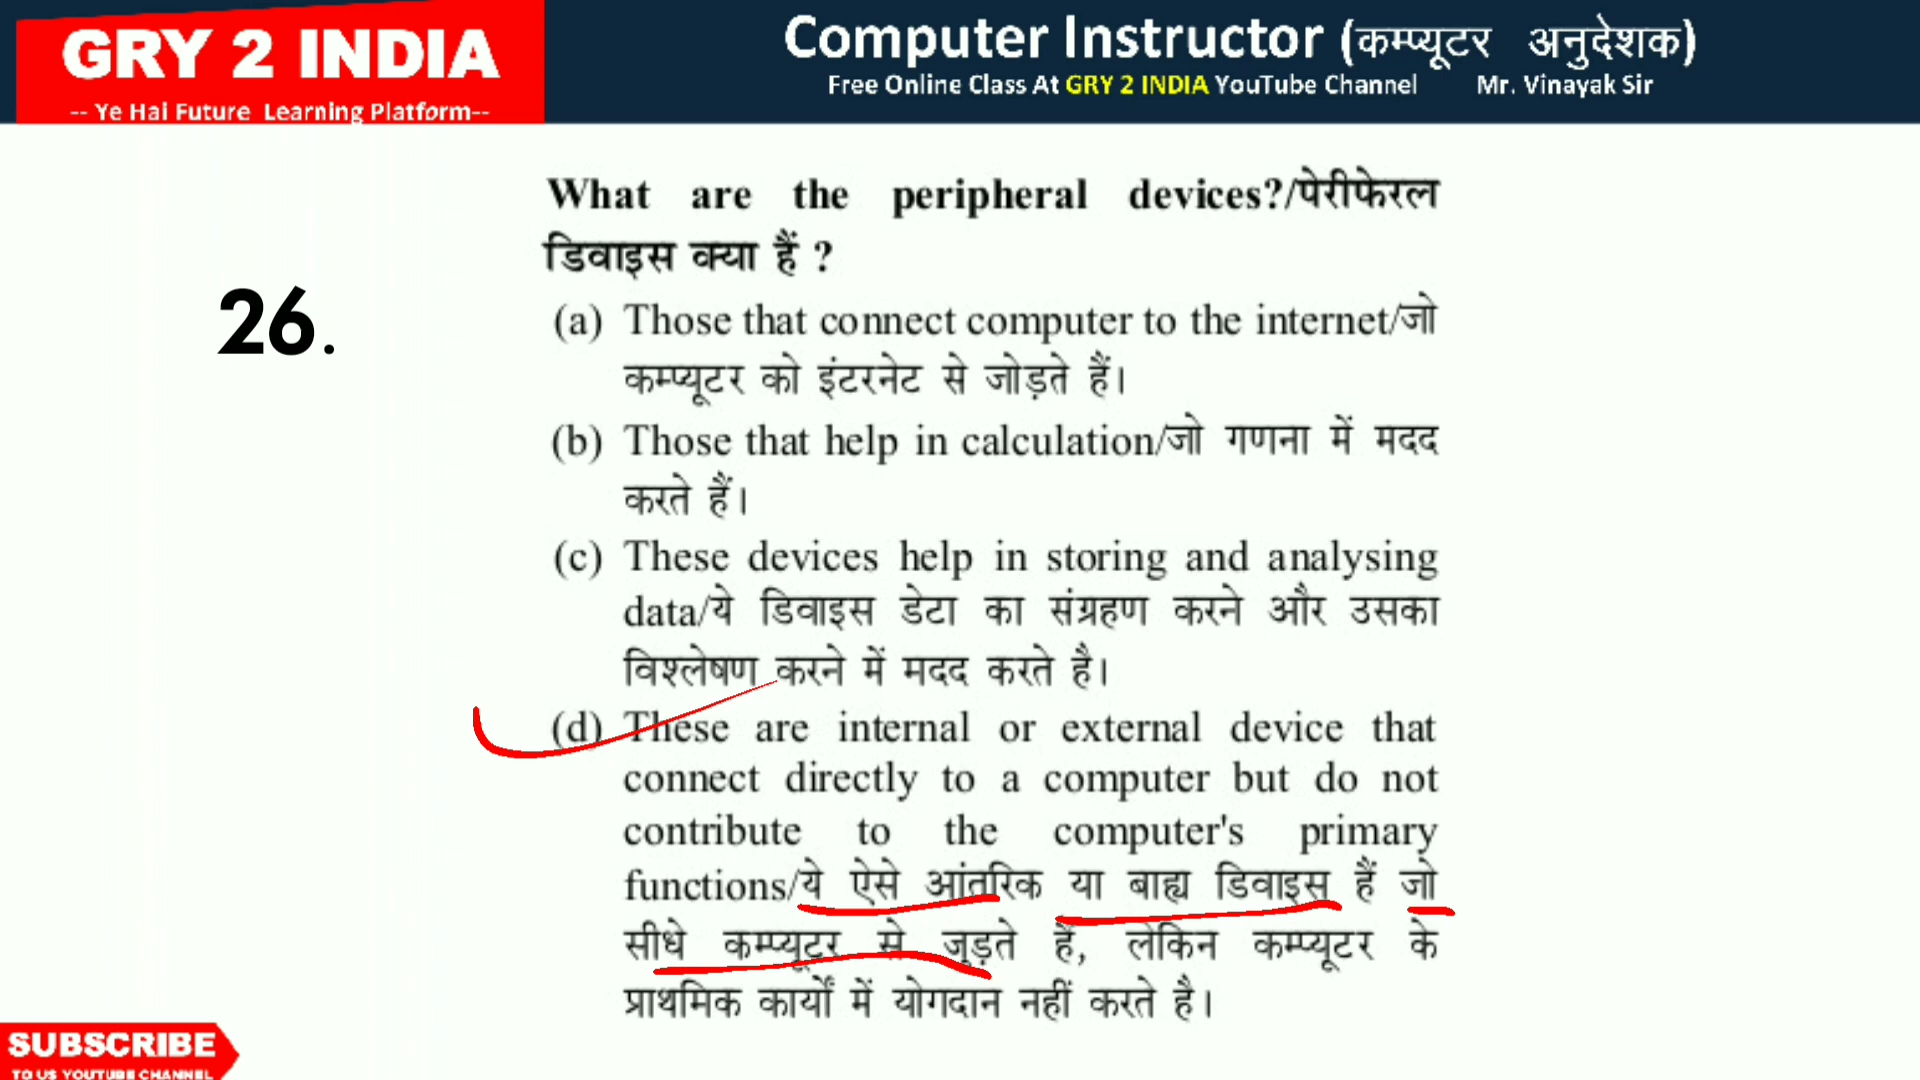 GRY 2 INDIA
-- Ye Hai Future Learning Platform--
Computer Instructor (कम्प्यूटर अनुदेशक)
Free Online Class At GRY 2 INDIA YouTube Channel Mr. Vinayak Sir
What are the peripheral devices?/पेरीफेरल
डिवाइस क्या हैं ?
26.
(a) Those that connect computer to the internet/जो
कम्प्यूटर को इंटरनेट से जोड़ते हैं।
(b) Those that help in calculation/जो गणना में मदद
करते हैं।
(c) These devices help in storing and analysing
data/ये डिवाइस डेटा का संग्रहण करने और उसका
विश्लेषण करने में मदद करते है।
(d) These are internal or external device that
connect directly to a computer but do not
contribute to the computer's primary
functions/ये ऐसे आंतरिक या बाह्य डिवाइस हैं जो
सीधे कम्प्यूटर से जुड़ते हैं, लेकिन कम्प्यूटर के
प्राथमिक कार्यों में योगदान नहीं करते है।
SUBSCRIBE
TO US YOUTUBE CHANNEL